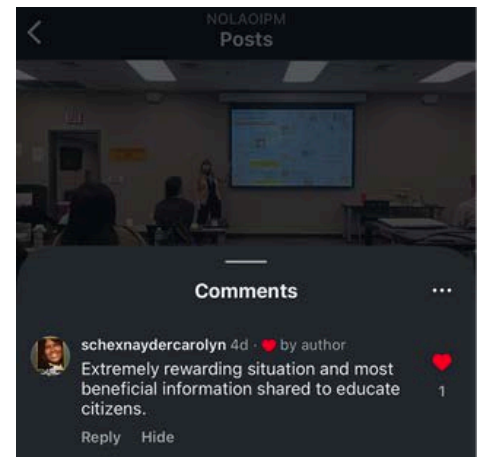 NOLAOIPM
Posts
Comments
schexnaydercarolyn 4d · ❤️ by author
Extremely rewarding situation and most
beneficial information shared to educate
citizens.
1
Reply Hide